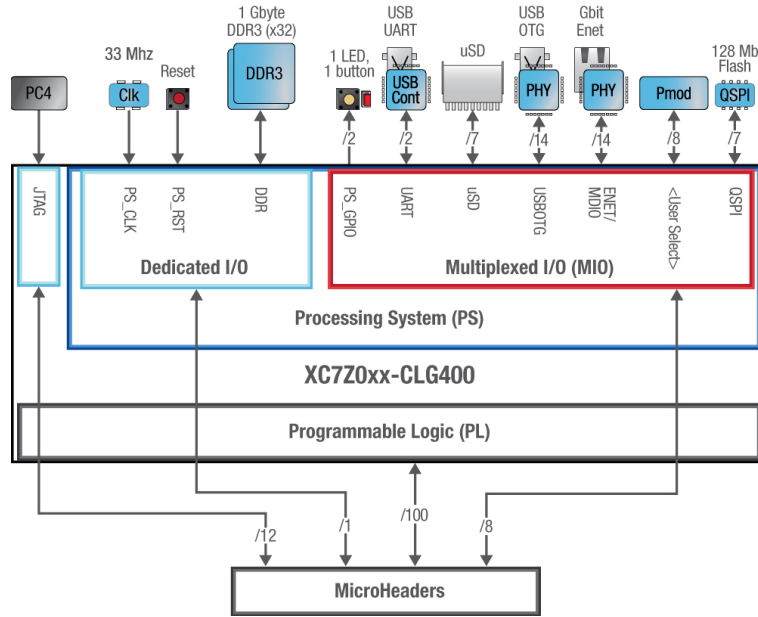 1 Gbyte
DDR3 (x32)
USB
UART
USB
OTG
Gbit
Enet
33 Mhz
Reset
1 LED,
1 button
uSD
128 Mb
Flash
PC4
Clk
DDR3
USB
Cont
PHY
PHY
Pmod
QSPI
/2
/2
/7
/14
/14
/8
/7
JTAG
PS_CLK
PS_RST
DDR
PS_GPIO
UART
uSD
USBOTG
ENET/
MDIO
<User Select>
QSPI
Dedicated I/O
Multiplexed I/O (MIO)
Processing System (PS)
XC7Z0xx-CLG400
Programmable Logic (PL)
/12
/1
/100
/8
MicroHeaders